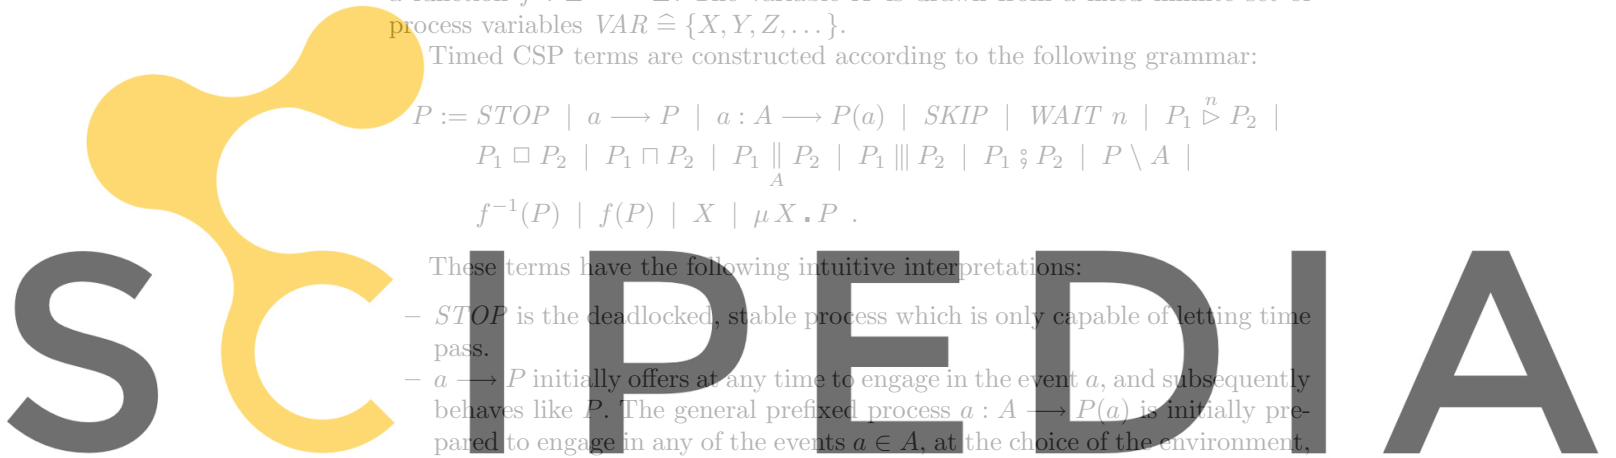 process variables VAR ≙ {X, Y, Z, . . . }.
Timed CSP terms are constructed according to the following grammar:
P := STOP | a ⟶ P | a : A ⟶ P(a) | SKIP | WAIT n | P₁ ▷ⁿ P₂ |
P₁ □ P₂ | P₁ ⊓ P₂ | P₁ ∥_A P₂ | P₁ ||| P₂ | P₁ ⨟ P₂ | P \ A |
f⁻¹(P) | f(P) | X | μ X ▪ P .
These terms have the following intuitive interpretations:
– STOP is the deadlocked, stable process which is only capable of letting time
pass.
– a ⟶ P initially offers at any time to engage in the event a, and subsequently
behaves like P. The general prefixed process a : A ⟶ P(a) is initially pre-
pared to engage in any of the events a ∈ A, at the choice of the environment,
SCIPEDIA